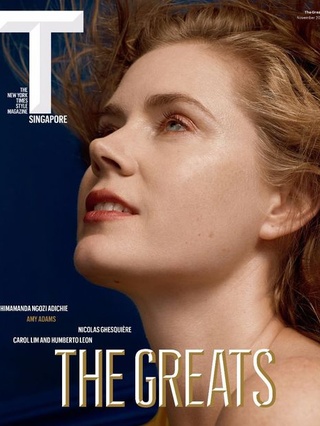 T
THE
NEW YORK
TIMES
STYLE
MAGAZINE
SINGAPORE
HIMAMANDA NGOZI ADICHIE
AMY ADAMS
NICOLAS GHESQUIÈRE
CAROL LIM AND HUMBERTO LEON
THE GREATS